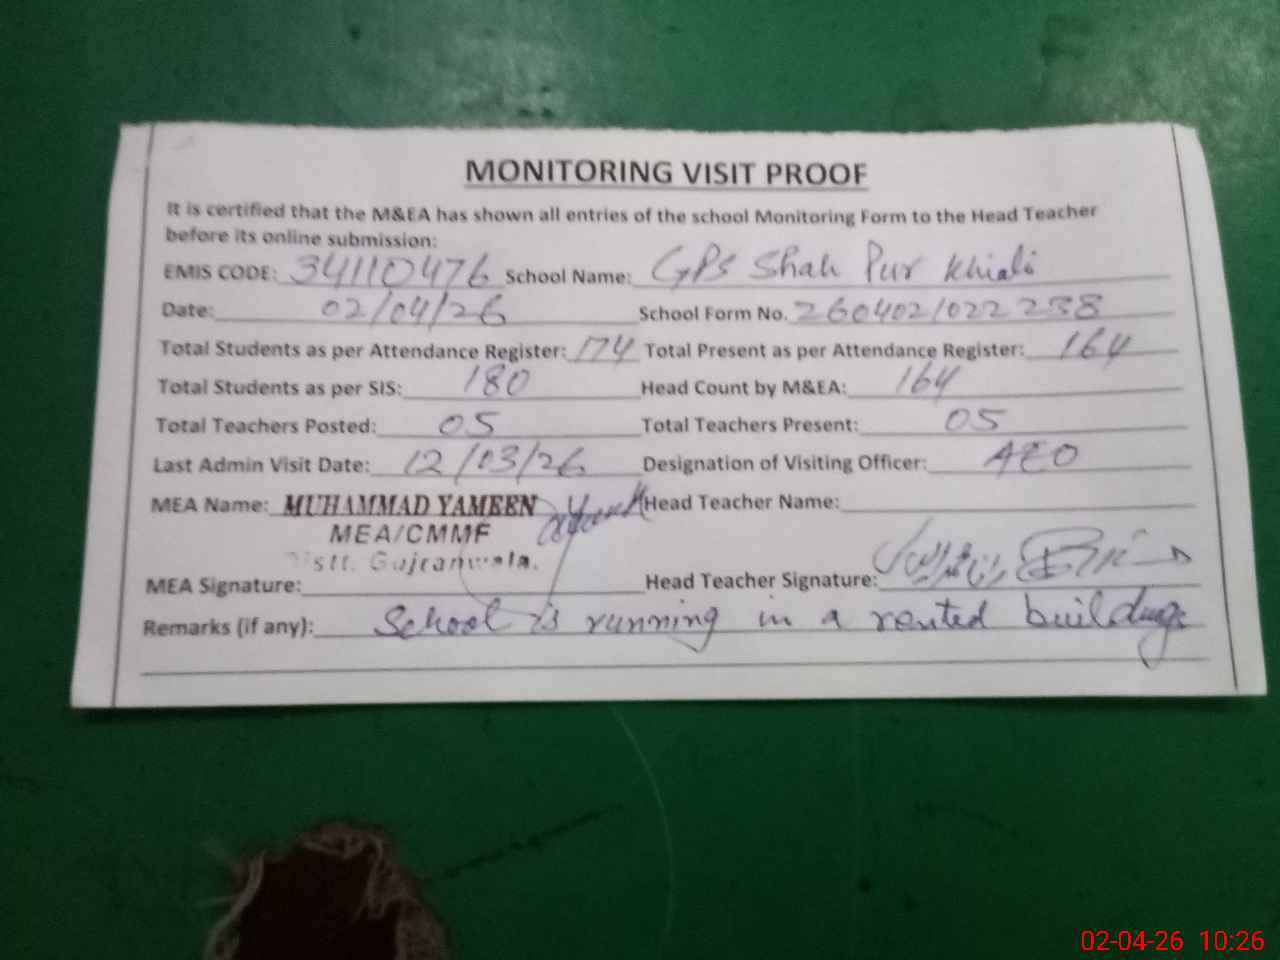 MONITORING VISIT PROOF
It is certified that the M&EA has shown all entries of the school Monitoring Form to the Head Teacher
before its online submission:
EMIS CODE: 34110476 School Name: GPS Shah Pur Khiali
Date: 02/04/26 School Form No. 260402/022238
Total Students as per Attendance Register: 174 Total Present as per Attendance Register: 164
Total Students as per SIS: 180 Head Count by M&EA: 164
Total Teachers Posted: 05 Total Teachers Present: 05
Last Admin Visit Date: 12/03/26 Designation of Visiting Officer: AEO
MEA Name: MUHAMMAD YAMEEN Head Teacher Name:
MEA/CMMF
Distt. Gujranwala.
MEA Signature: Head Teacher Signature:
Remarks (if any): School is running in a rented building
02-04-26 10:26